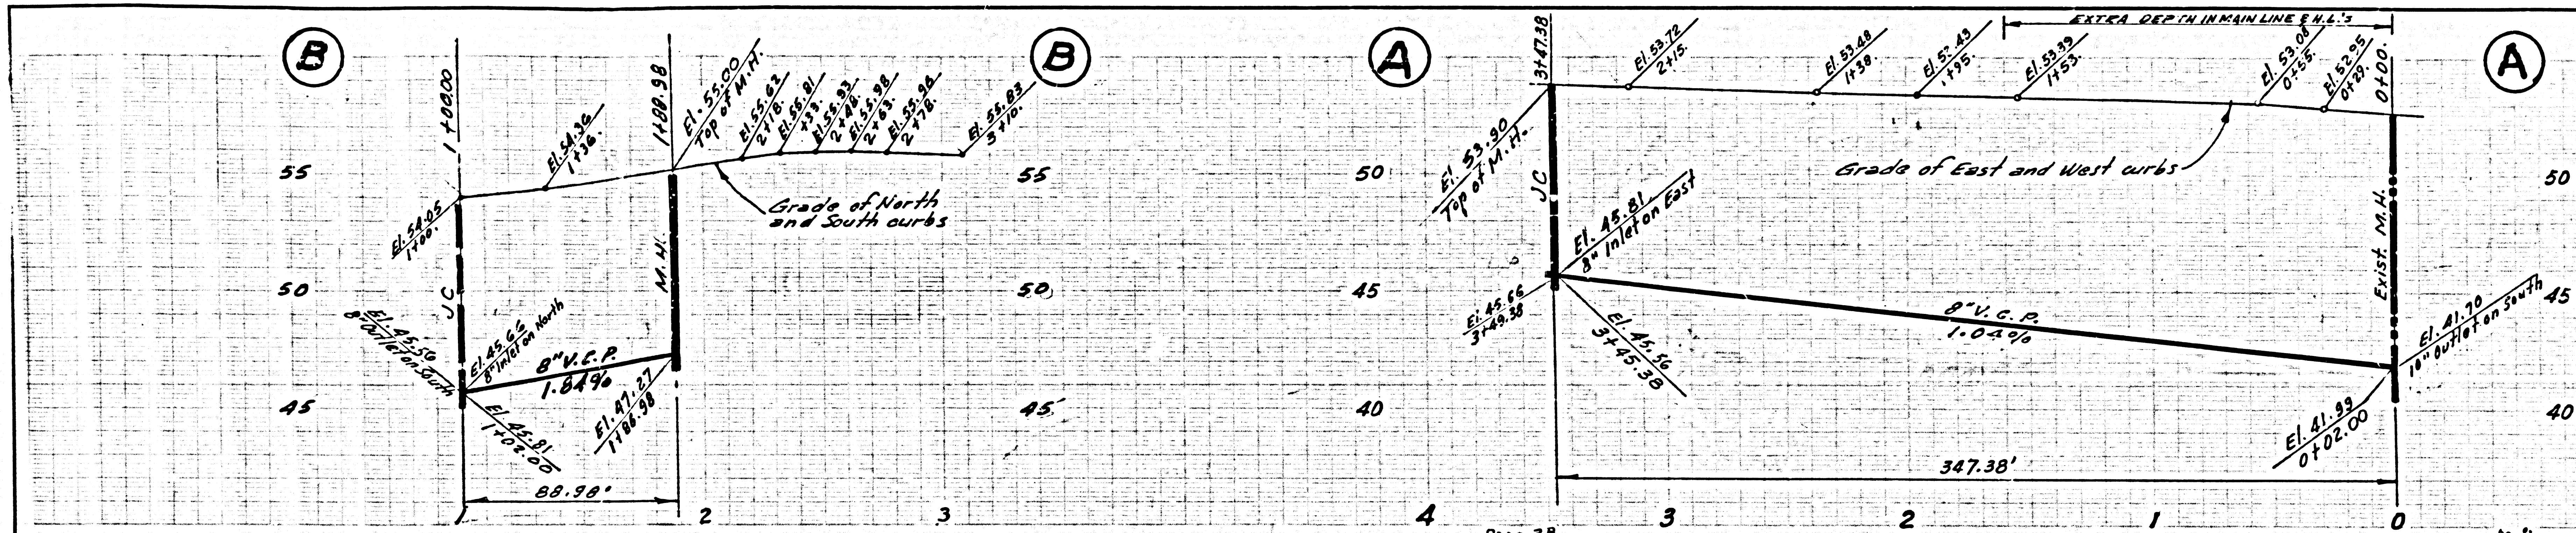 B
1+00.00
1+88.98
El. 55.00
Top of M.H.
El. 55.62
2+18.
El. 55.81
+33.
El. 55.93
2+48.
El. 55.98
2+63.
El. 55.96
2+78.
El. 55.83
3+10.
B
El. 54.36
1+36.
55
55
Grade of North
and South curbs
El. 54.05
1+00.
JC
M.H.
50
50
El. 45.56
8" Outlet on South
El. 45.66
8" Inlet on North
8" V.C.P.
1.84%
45
45
El. 45.81
1+02.00
El. 47.27
1+86.98
88.98'
1
2
3
A
3+47.38
El. 53.72
2+15.
El. 53.48
1+38.
1+95.
El. 53.39
1+53.
EXTRA DEPTH IN MAIN LINE & H.L.'s
El. 53.08
0+55.
El. 52.95
0+29.
0+00.
A
50
50
El. 53.90
Top of M.H.
JC
El. 45.81
8" Inlet on East
Grade of East and West curbs
Exist. M.H.
45
45
El. 45.66
3+49.38
El. 45.56
3+45.38
8" V.C.P.
1.04%
El. 41.70
10" Outlet on South
40
40
El. 41.99
0+02.00
347.38'
4
3
2
1
0